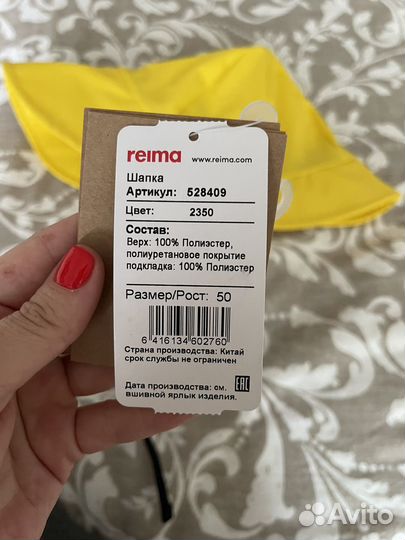 reima www.reima.com
Шапка
Артикул: 528409
Цвет: 2350
Состав:
Верх: 100% Полиэстер,
полиуретановое покрытие
подкладка: 100% Полиэстер
Размер/Рост: 50
6 416134 602760
Страна производства: Китай
срок службы не ограничен
Дата производства: см.
вшивной ярлык изделия.
EAC
Avito